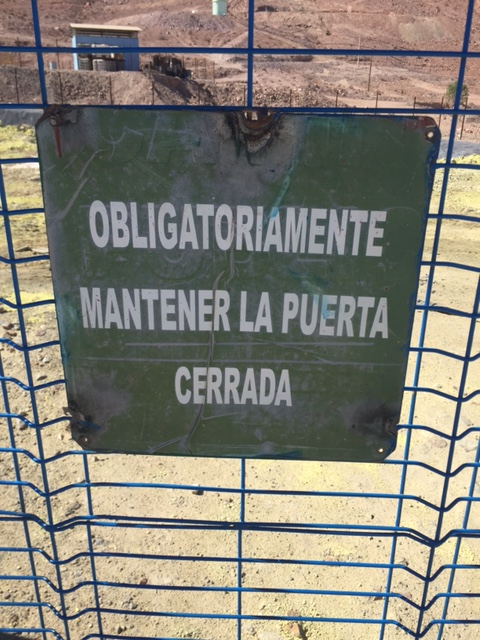 OBLIGATORIAMENTE
MANTENER LA PUERTA
CERRADA